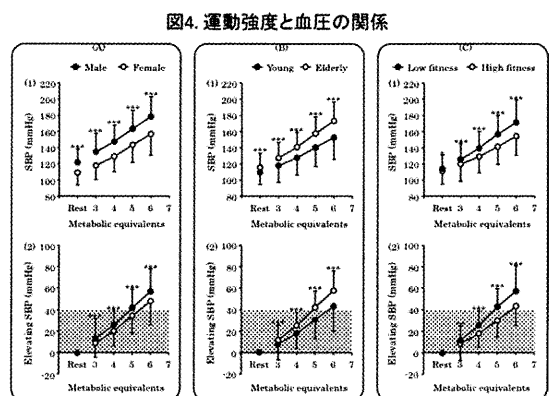 図4. 運動強度と血圧の関係
(A)
Male Female
(1)
SBP (mmHg)
220
200
180
160
140
120
100
80
*** *** *** *** ***
Rest 3 4 5 6 7
Metabolic equivalents
(2)
Elevating SBP (mmHg)
100
80
60
40
20
0
-20
*** *** *** ***
Rest 3 4 5 6 7
Metabolic equivalents
(B)
Young Elderly
(1)
SBP (mmHg)
220
200
180
160
140
120
100
80
*** *** *** *** ***
Rest 3 4 5 6 7
Metabolic equivalents
(2)
Elevating SBP (mmHg)
100
80
60
40
20
0
-20
*** *** *** ***
Rest 3 4 5 6 7
Metabolic equivalents
(C)
Low fitness High fitness
(1)
SBP (mmHg)
220
200
180
160
140
120
100
80
* *** *** *** ***
Rest 3 4 5 6 7
Metabolic equivalents
(2)
Elevating SBP (mmHg)
100
80
60
40
20
0
-20
*** *** ***
Rest 3 4 5 6 7
Metabolic equivalents